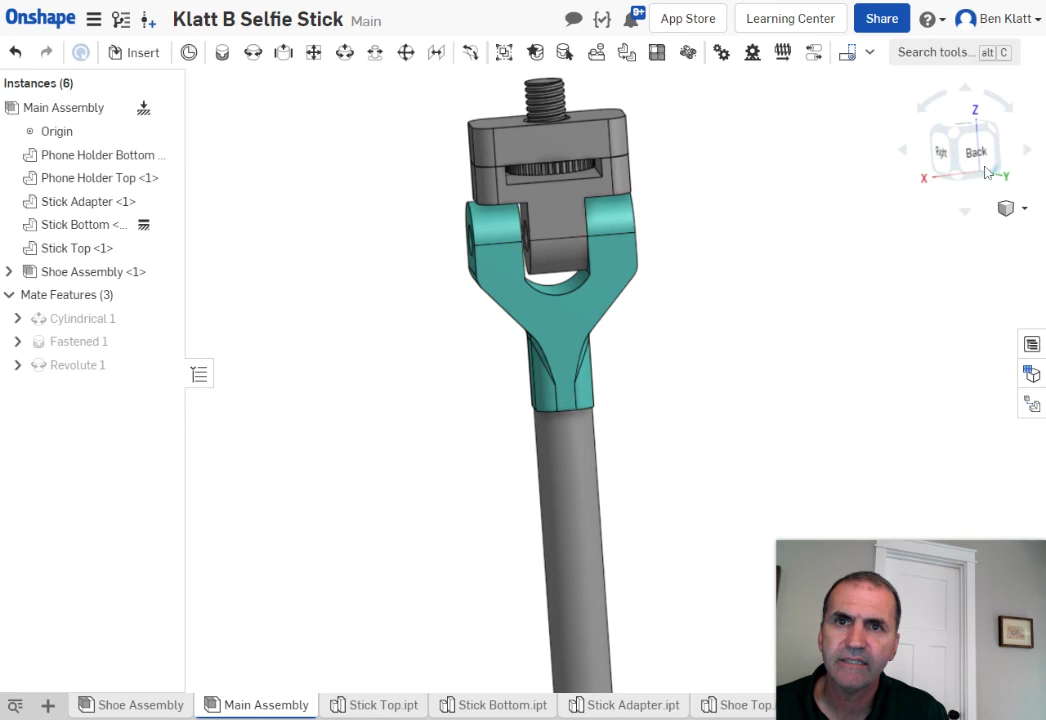 Onshape
Klatt B Selfie Stick Main
9+
App Store
Learning Center
Share
Ben Klatt
Insert
Search tools... alt C
Instances (6)
Main Assembly
Origin
Phone Holder Bottom ...
Phone Holder Top <1>
Stick Adapter <1>
Stick Bottom <...
Stick Top <1>
Shoe Assembly <1>
Mate Features (3)
Cylindrical 1
Fastened 1
Revolute 1
Z
Right
Back
X
Y
Shoe Assembly
Main Assembly
Stick Top.ipt
Stick Bottom.ipt
Stick Adapter.ipt
Shoe Top.